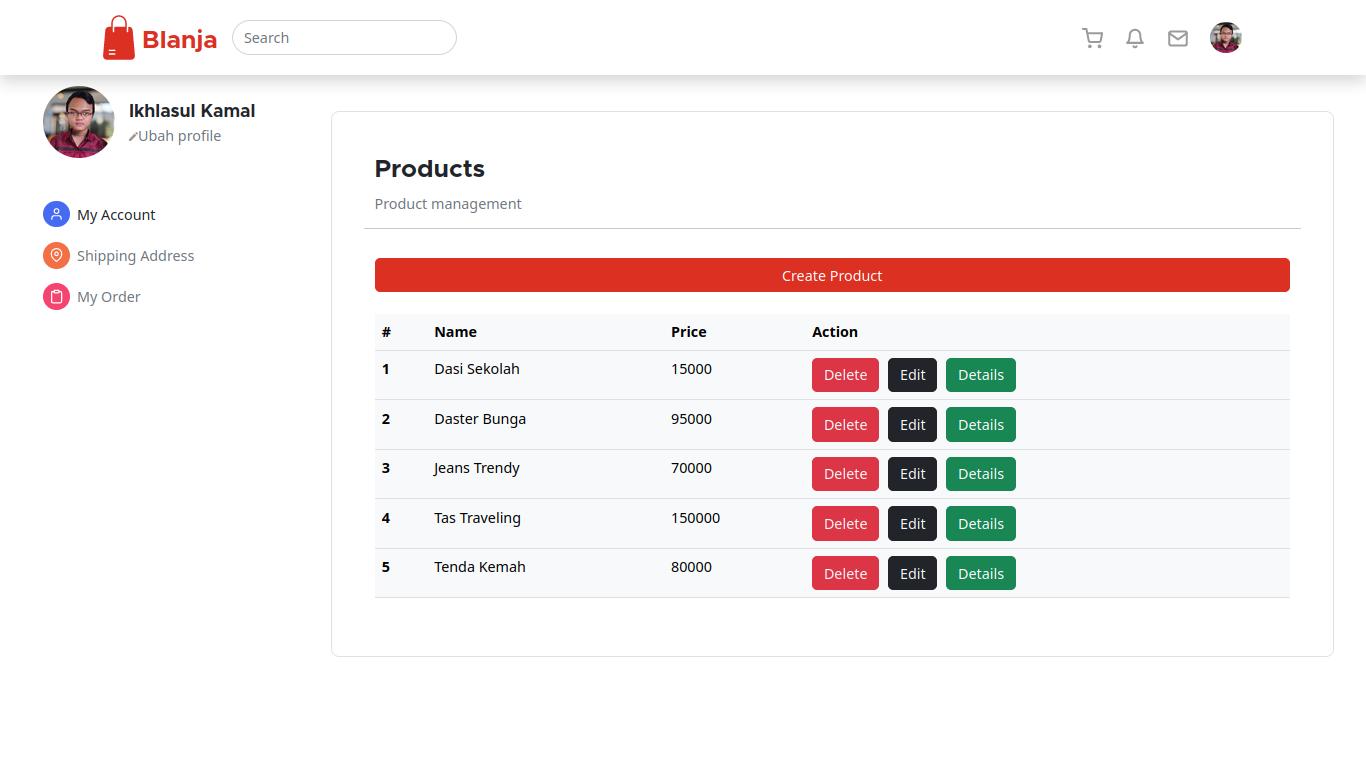 Blanja
Search
Ikhlasul Kamal
Ubah profile
My Account
Shipping Address
My Order
Products
Product management
Create Product
# Name Price Action
1 Dasi Sekolah 15000 Delete Edit Details
2 Daster Bunga 95000 Delete Edit Details
3 Jeans Trendy 70000 Delete Edit Details
4 Tas Traveling 150000 Delete Edit Details
5 Tenda Kemah 80000 Delete Edit Details